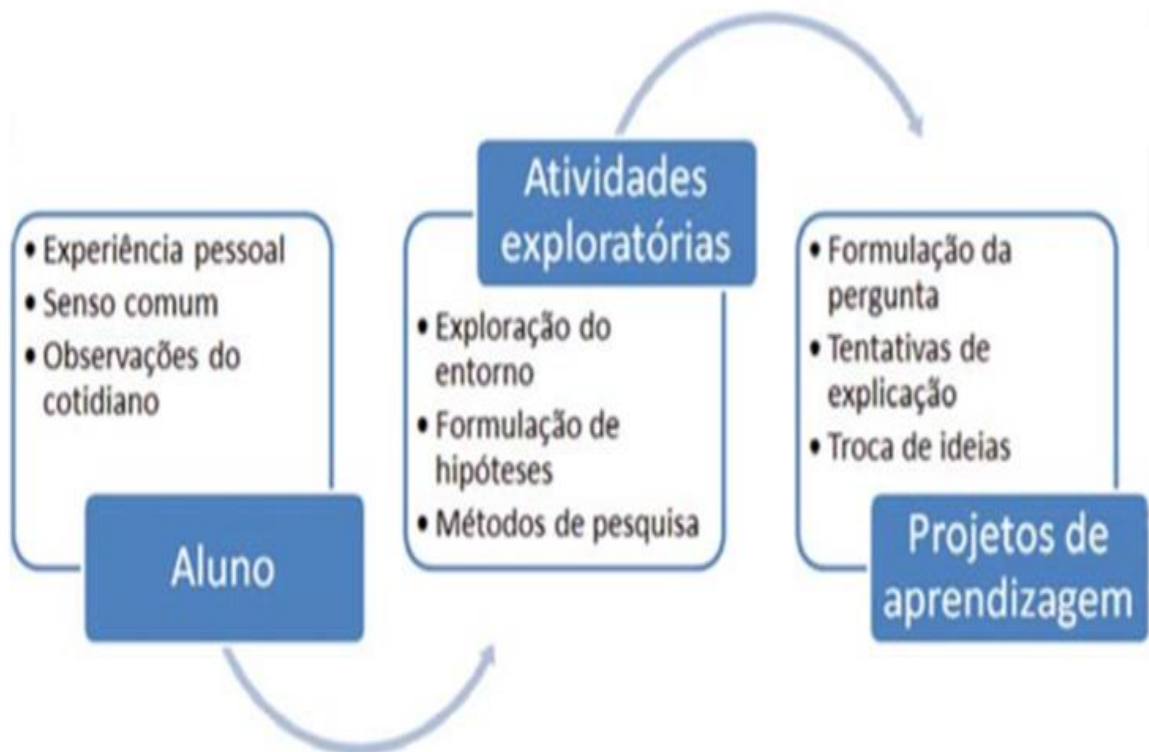 • Experiência pessoal
• Senso comum
• Observações do
cotidiano
Aluno
Atividades
exploratórias
• Exploração do
entorno
• Formulação de
hipóteses
• Métodos de pesquisa
• Formulação da
pergunta
• Tentativas de
explicação
• Troca de ideias
Projetos de
aprendizagem